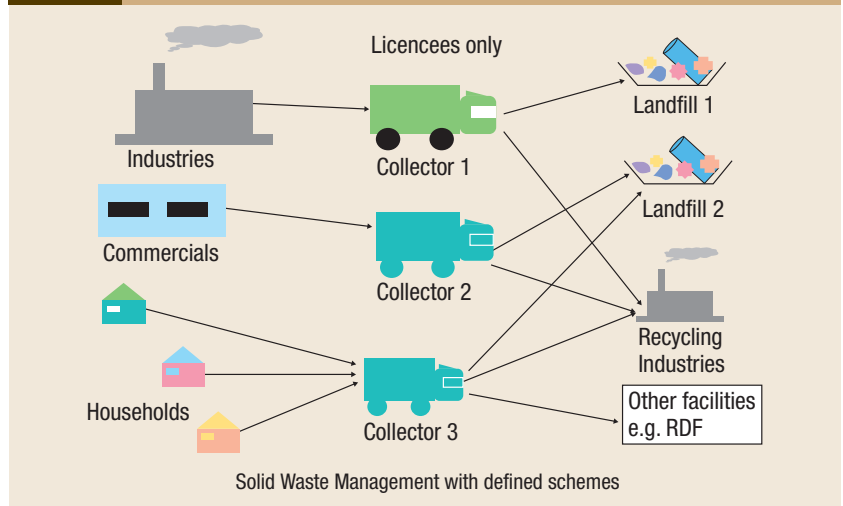 Licencees only
Industries
Collector 1
Landfill 1
Commercials
Collector 2
Landfill 2
Households
Collector 3
Recycling
Industries
Other facilities
e.g. RDF
Solid Waste Management with defined schemes